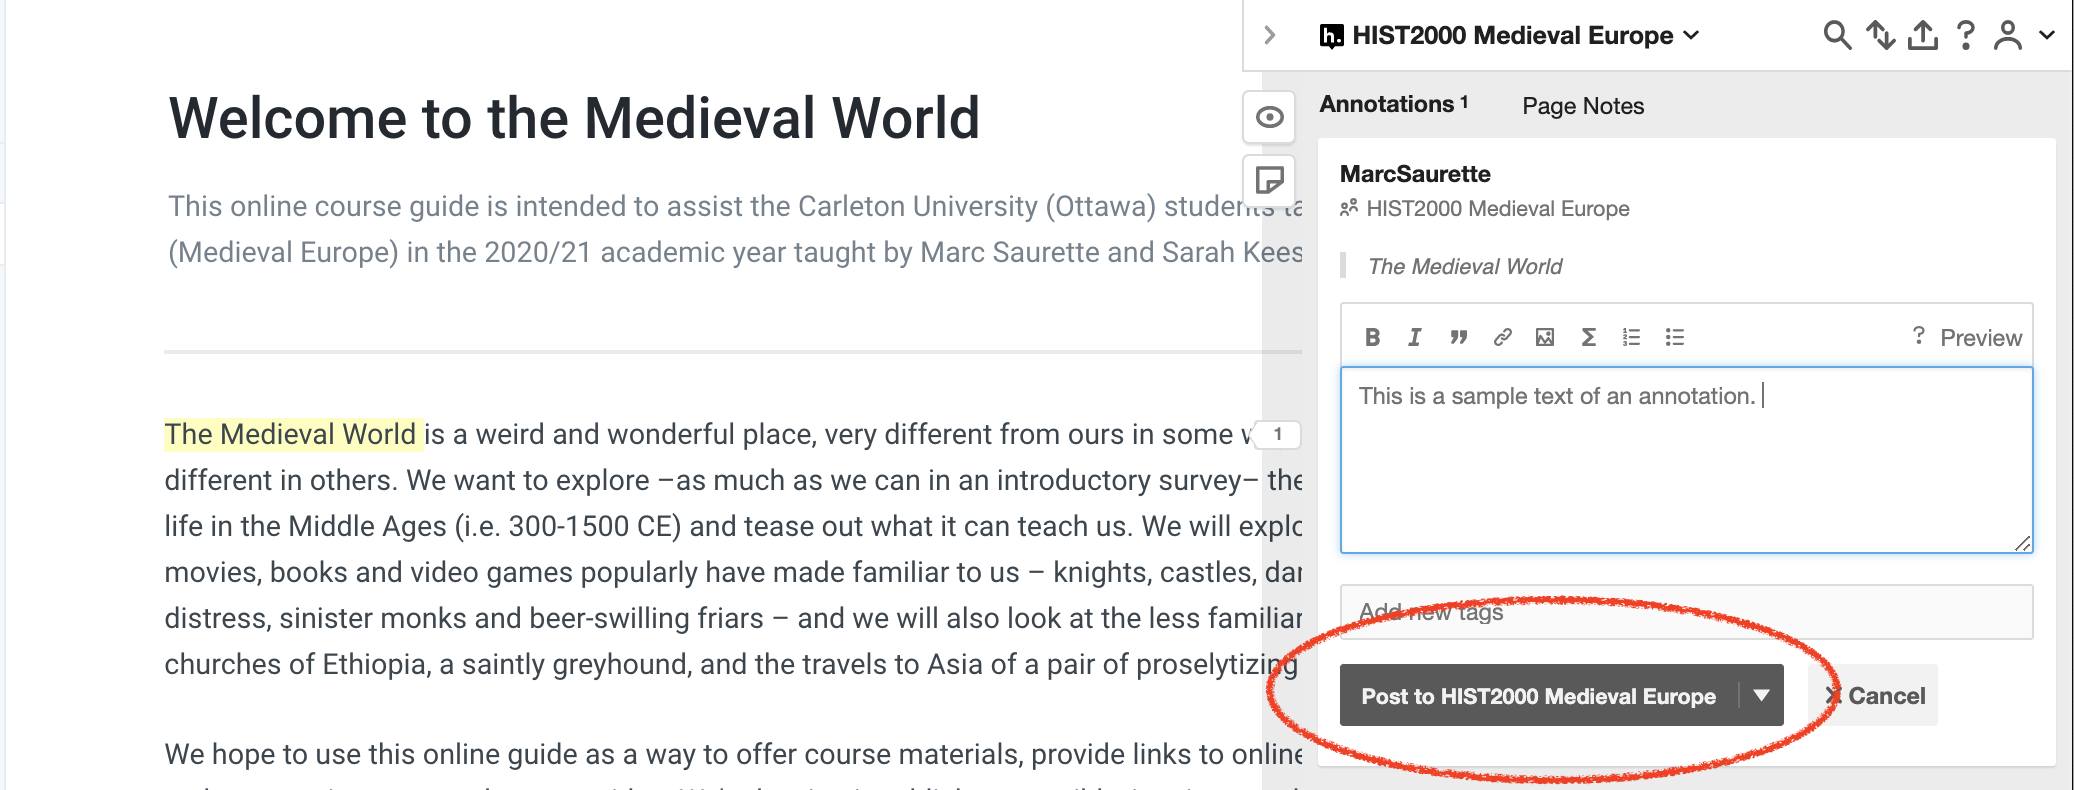 Welcome to the Medieval World
This online course guide is intended to assist the Carleton University (Ottawa) students
(Medieval Europe) in the 2020/21 academic year taught by Marc Saurette and Sarah Kees
The Medieval World is a weird and wonderful place, very different from ours in some
different in others. We want to explore –as much as we can in an introductory survey– the
life in the Middle Ages (i.e. 300-1500 CE) and tease out what it can teach us. We will explo
movies, books and video games popularly have made familiar to us – knights, castles, dar
distress, sinister monks and beer-swilling friars – and we will also look at the less familiar
churches of Ethiopia, a saintly greyhound, and the travels to Asia of a pair of proselytizing
We hope to use this online guide as a way to offer course materials, provide links to online
1
h. HIST2000 Medieval Europe
?
Annotations 1 Page Notes
MarcSaurette
HIST2000 Medieval Europe
The Medieval World
B I ” Σ ? Preview
This is a sample text of an annotation.
Add new tags
Post to HIST2000 Medieval Europe
× Cancel